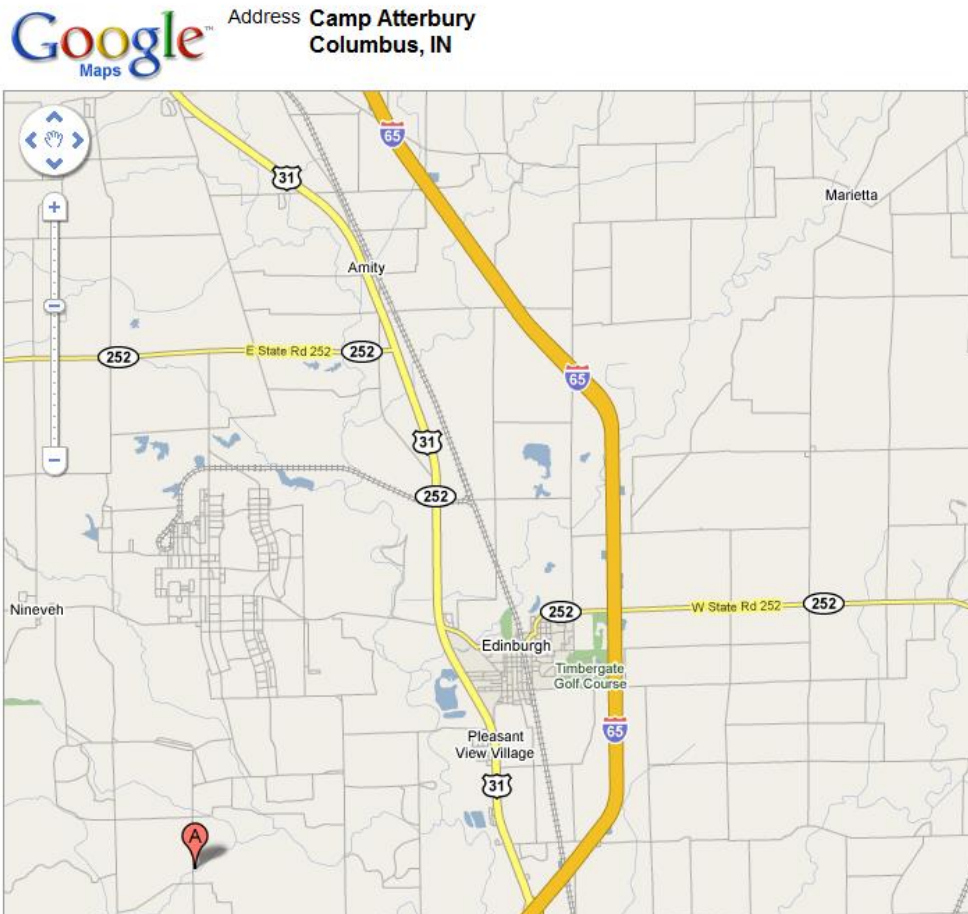 Google™
Maps
Address Camp Atterbury
Columbus, IN
65
31
Marietta
Amity
252
E State Rd 252
252
65
31
252
Nineveh
252
W State Rd 252
252
Edinburgh
Timbergate
Golf Course
65
Pleasant
View Village
31
A